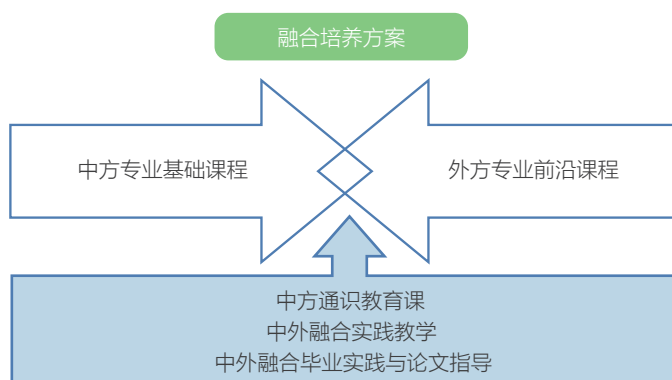 融合培养方案
中方专业基础课程
外方专业前沿课程
中方通识教育课
中外融合实践教学
中外融合毕业实践与论文指导